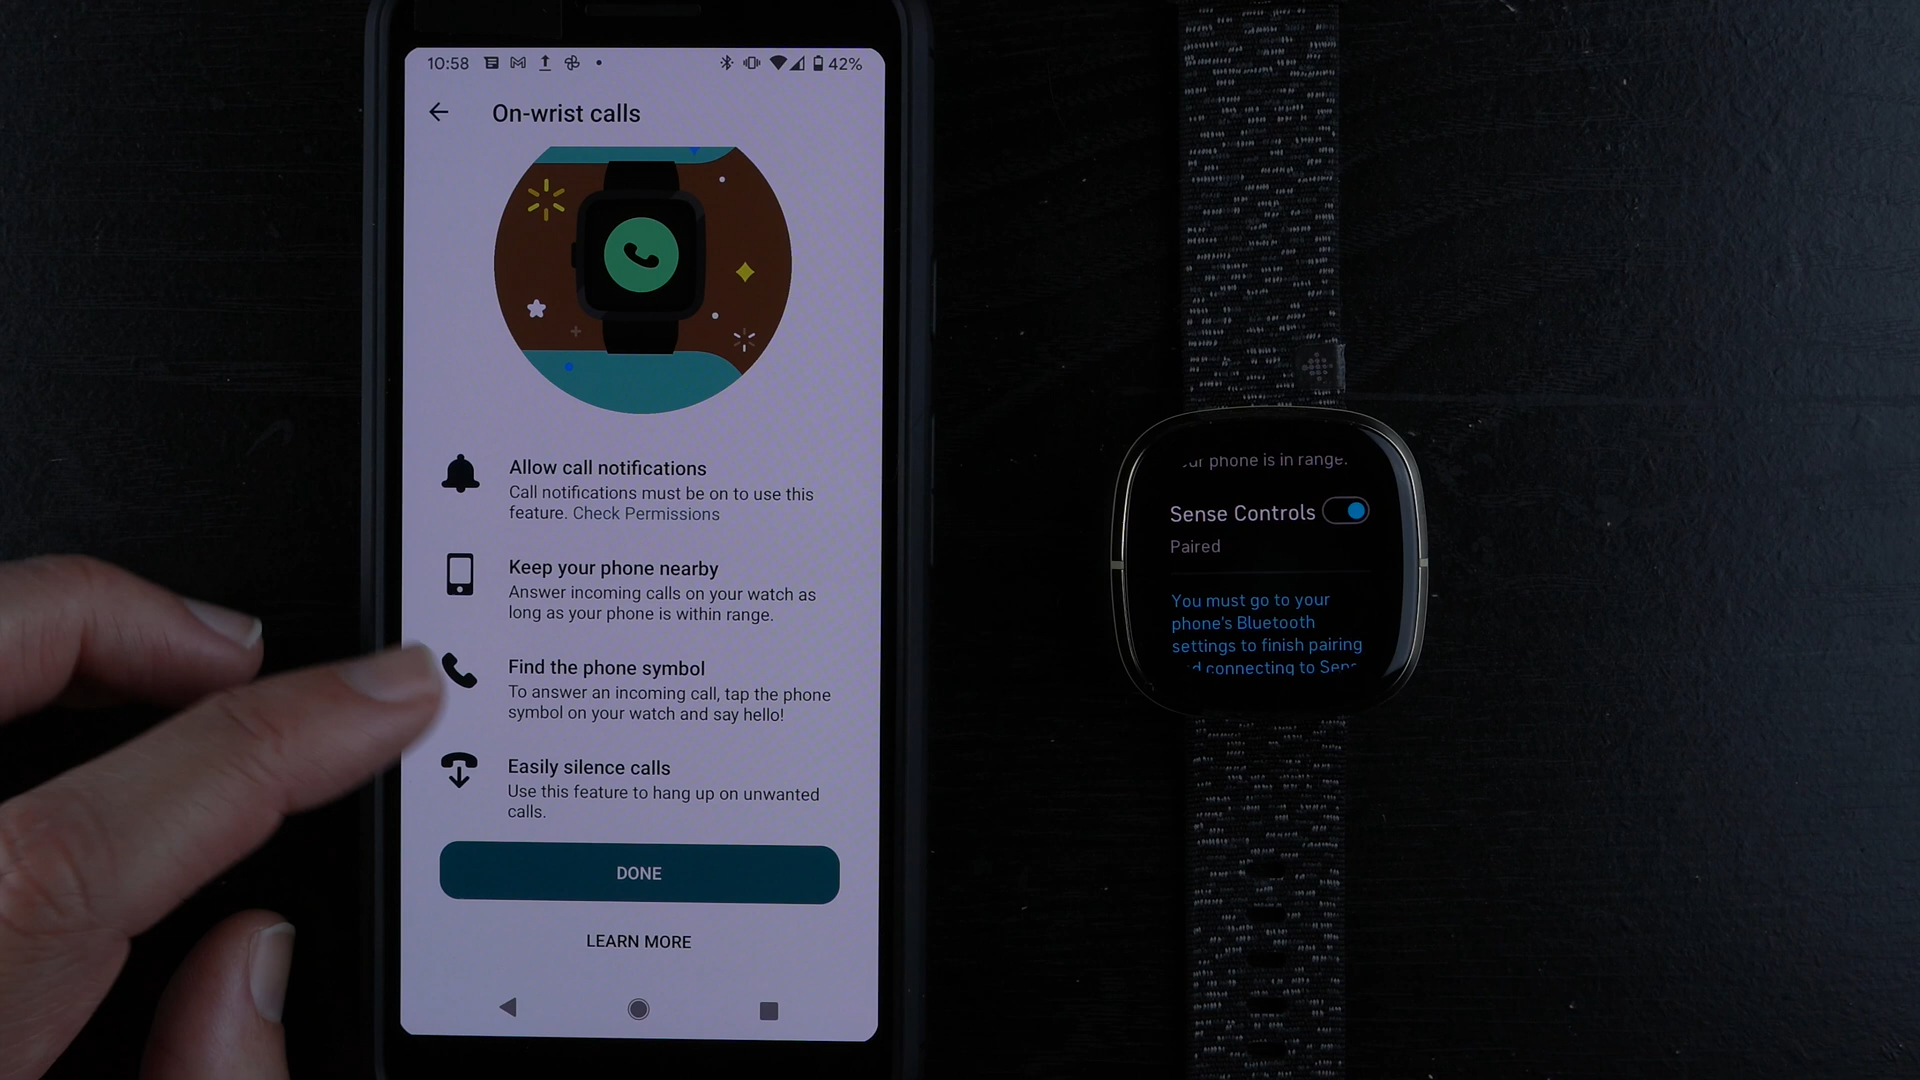 10:58
42%
On-wrist calls
Allow call notifications
Call notifications must be on to use this
feature. Check Permissions
Keep your phone nearby
Answer incoming calls on your watch as
long as your phone is within range.
Find the phone symbol
To answer an incoming call, tap the phone
symbol on your watch and say hello!
Easily silence calls
Use this feature to hang up on unwanted
calls.
DONE
LEARN MORE
phone is in range.
Sense Controls
Paired
You must go to your
phone's Bluetooth
settings to finish pairing
connecting to